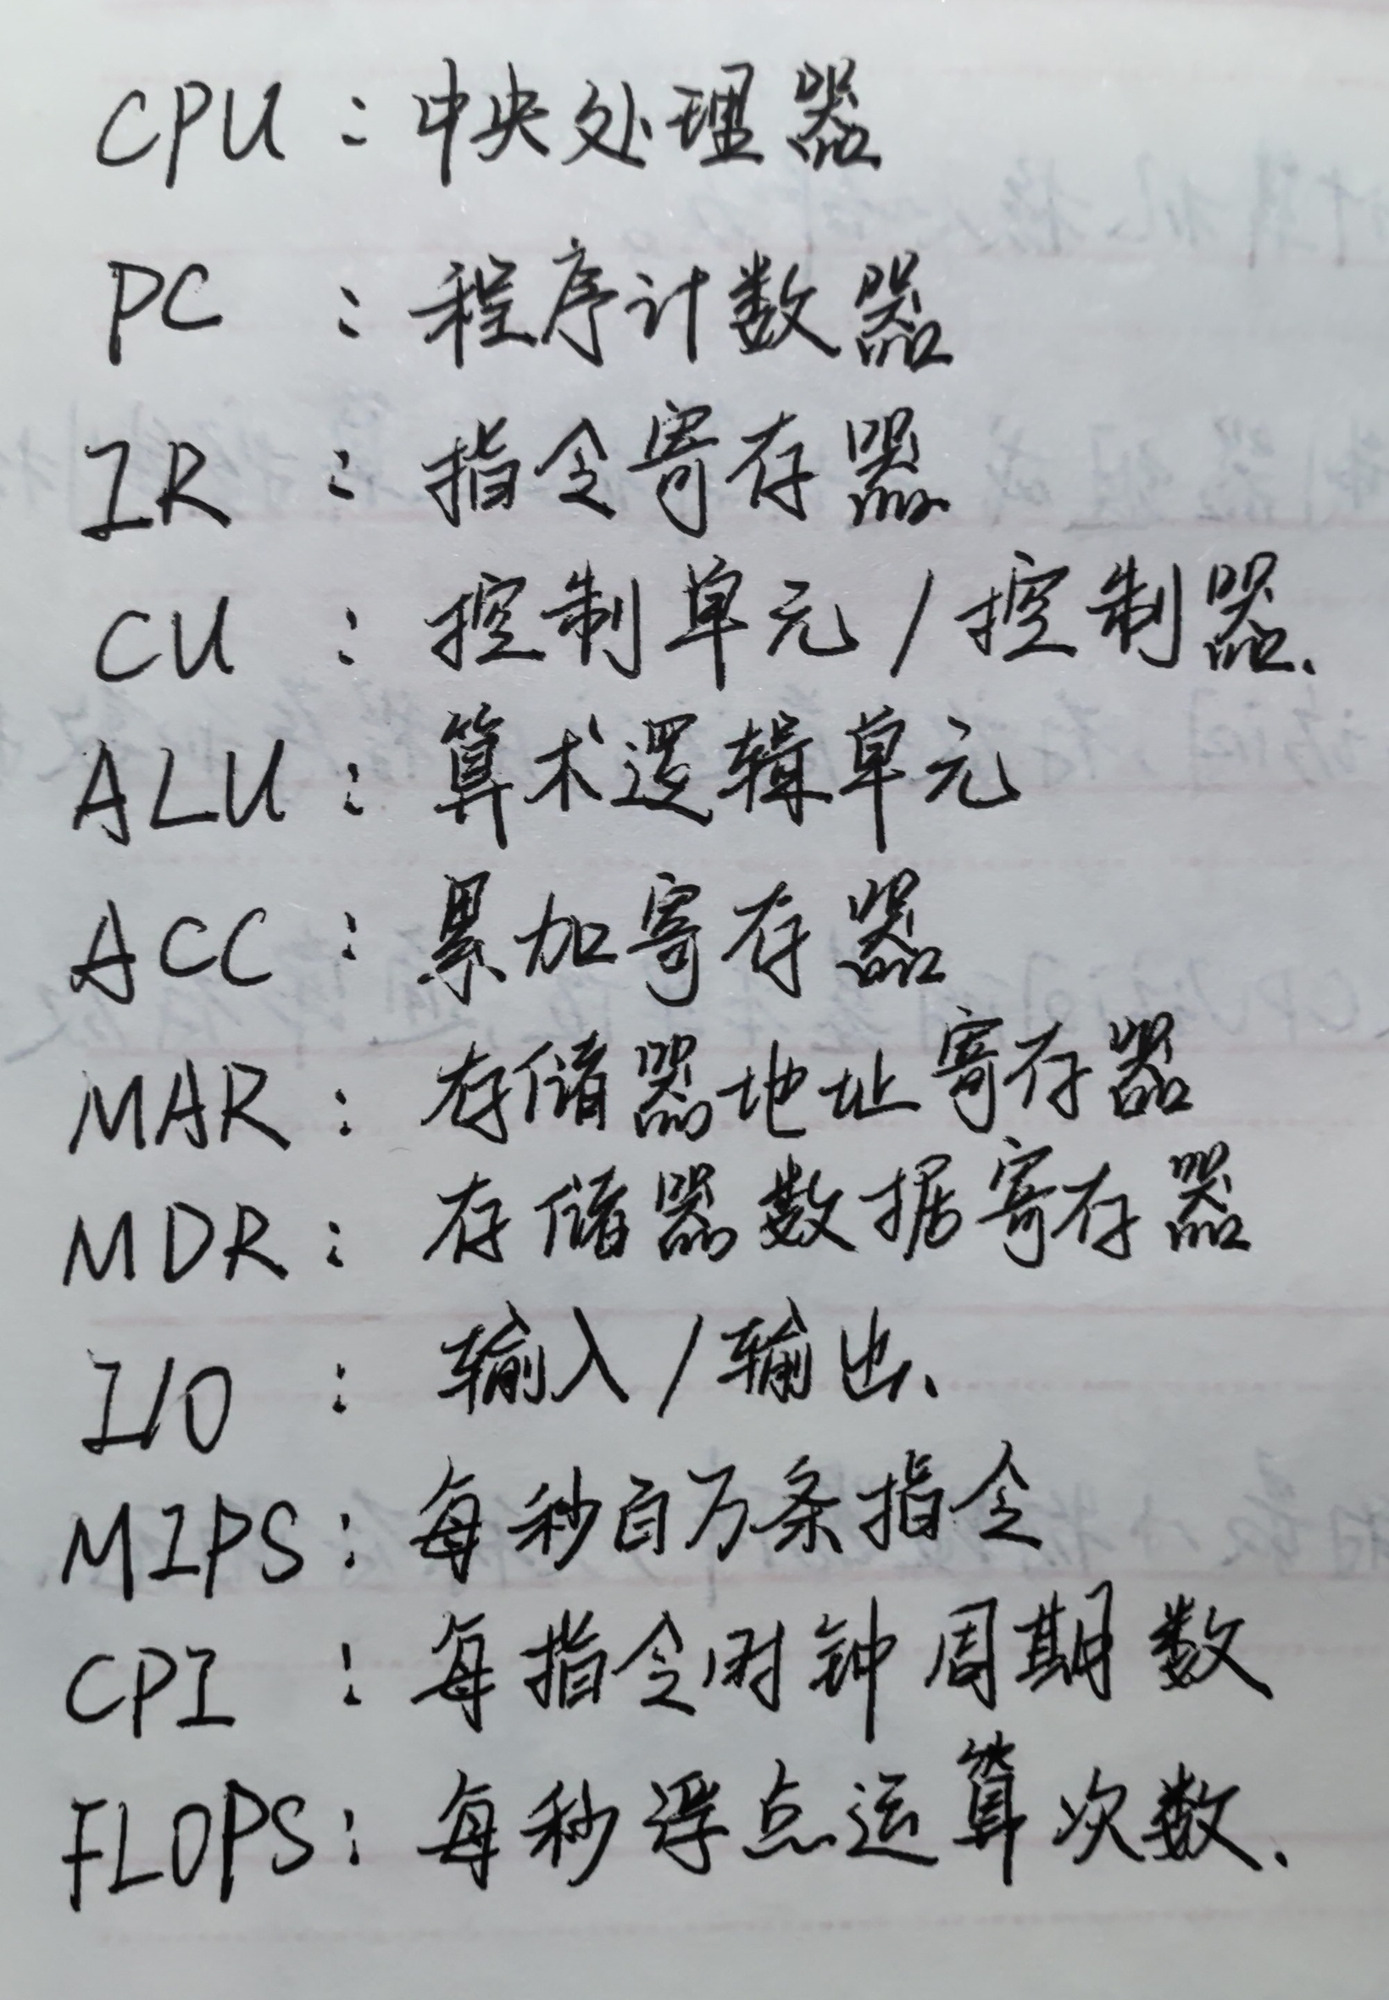 CPU：中央处理器
PC：程序计数器
IR：指令寄存器
CU：控制单元/控制器.
ALU：算术逻辑单元
ACC：累加寄存器
MAR：存储器地址寄存器
MDR：存储器数据寄存器
I/O：输入/输出.
MIPS：每秒百万条指令
CPI：每指令时钟周期数
FLOPS：每秒浮点运算次数.